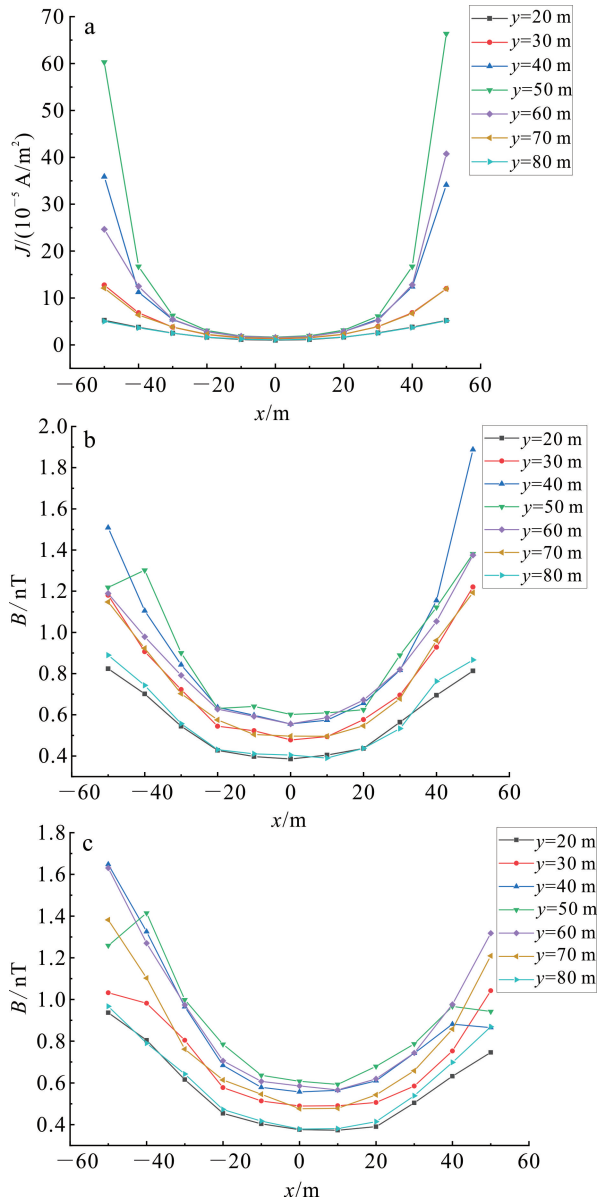 a
70
60
50
40
30
20
10
0
J/(10⁻⁵ A/m²)
−60 −40 −20 0 20 40 60
x/m
y=20 m
y=30 m
y=40 m
y=50 m
y=60 m
y=70 m
y=80 m
b
2.0
1.8
1.6
1.4
1.2
1.0
0.8
0.6
0.4
B/nT
−60 −40 −20 0 20 40 60
x/m
y=20 m
y=30 m
y=40 m
y=50 m
y=60 m
y=70 m
y=80 m
c
1.8
1.6
1.4
1.2
1.0
0.8
0.6
0.4
B/nT
−60 −40 −20 0 20 40 60
x/m
y=20 m
y=30 m
y=40 m
y=50 m
y=60 m
y=70 m
y=80 m